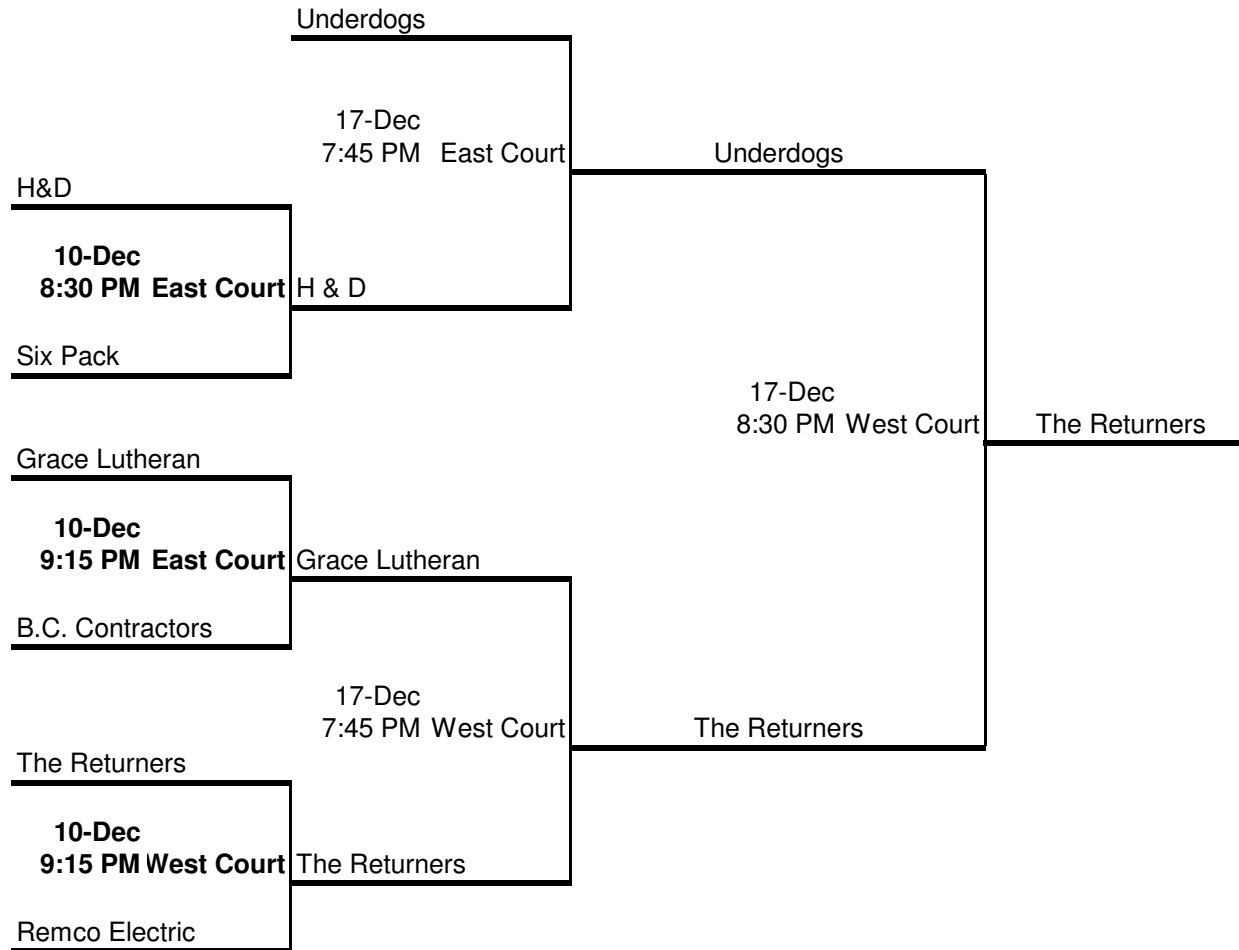 Underdogs
17-Dec
7:45 PM East Court
Underdogs
H&D
10-Dec
8:30 PM East Court
H & D
Six Pack
17-Dec
8:30 PM West Court
The Returners
Grace Lutheran
10-Dec
9:15 PM East Court
Grace Lutheran
B.C. Contractors
17-Dec
7:45 PM West Court
The Returners
The Returners
10-Dec
9:15 PM West Court
The Returners
Remco Electric